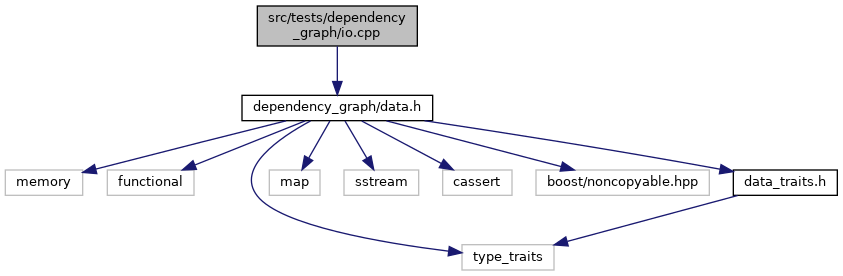 src/tests/dependency
_graph/io.cpp
dependency_graph/data.h
memory
functional
map
sstream
cassert
boost/noncopyable.hpp
data_traits.h
type_traits